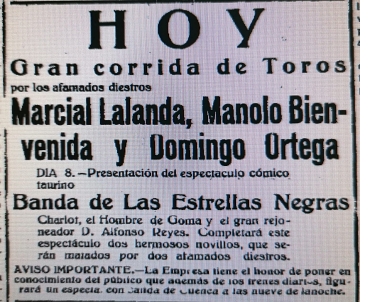 HOY
Gran corrida de Toros
por los afamados diestros
Marcial Lalanda, Manolo Bien-
venida y Domingo Ortega
DIA 8.—Presentación del espectaculo cómico
taurino
Banda de Las Estrellas Negras
Charlot, el Hombre de Goma y el gran rejo-
neador D. Alfonso Reyes. Completará este
espectáculo dos hermosos novillos, que se-
rán matados por dos afamados diestros.
AVISO IMPORTANTE.—La Empresa tiene el honor de poner en
conocimiento del público que además de los trenes diarios, figu-
rará un especial con salida de Cuenca a las nueve de la noche.